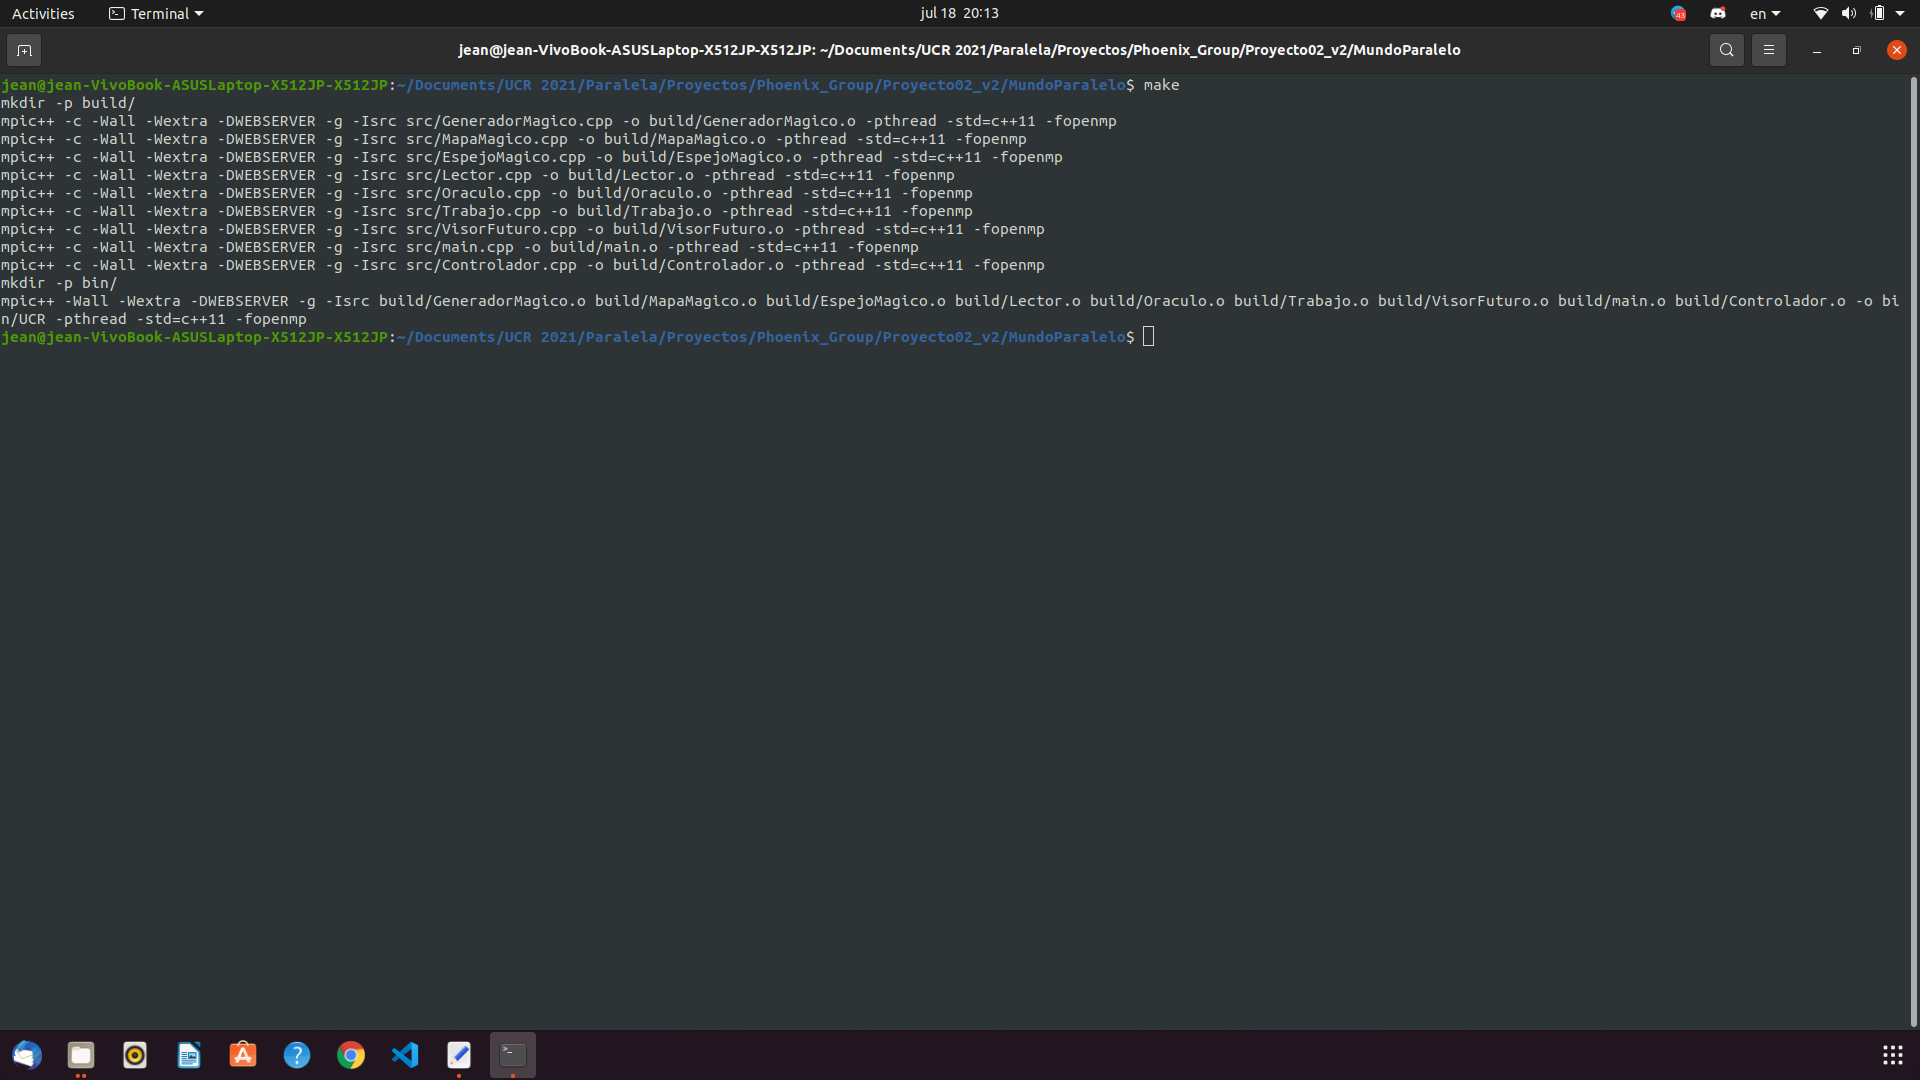 Activities
Terminal
jul 18 20:13
43
en
jean@jean-VivoBook-ASUSLaptop-X512JP-X512JP: ~/Documents/UCR 2021/Paralela/Proyectos/Phoenix_Group/Proyecto02_v2/MundoParalelo
jean@jean-VivoBook-ASUSLaptop-X512JP-X512JP:~/Documents/UCR 2021/Paralela/Proyectos/Phoenix_Group/Proyecto02_v2/MundoParalelo$ make
mkdir -p build/
mpic++ -c -Wall -Wextra -DWEBSERVER -g -Isrc src/GeneradorMagico.cpp -o build/GeneradorMagico.o -pthread -std=c++11 -fopenmp
mpic++ -c -Wall -Wextra -DWEBSERVER -g -Isrc src/MapaMagico.cpp -o build/MapaMagico.o -pthread -std=c++11 -fopenmp
mpic++ -c -Wall -Wextra -DWEBSERVER -g -Isrc src/EspejoMagico.cpp -o build/EspejoMagico.o -pthread -std=c++11 -fopenmp
mpic++ -c -Wall -Wextra -DWEBSERVER -g -Isrc src/Lector.cpp -o build/Lector.o -pthread -std=c++11 -fopenmp
mpic++ -c -Wall -Wextra -DWEBSERVER -g -Isrc src/Oraculo.cpp -o build/Oraculo.o -pthread -std=c++11 -fopenmp
mpic++ -c -Wall -Wextra -DWEBSERVER -g -Isrc src/Trabajo.cpp -o build/Trabajo.o -pthread -std=c++11 -fopenmp
mpic++ -c -Wall -Wextra -DWEBSERVER -g -Isrc src/VisorFuturo.cpp -o build/VisorFuturo.o -pthread -std=c++11 -fopenmp
mpic++ -c -Wall -Wextra -DWEBSERVER -g -Isrc src/main.cpp -o build/main.o -pthread -std=c++11 -fopenmp
mpic++ -c -Wall -Wextra -DWEBSERVER -g -Isrc src/Controlador.cpp -o build/Controlador.o -pthread -std=c++11 -fopenmp
mkdir -p bin/
mpic++ -Wall -Wextra -DWEBSERVER -g -Isrc build/GeneradorMagico.o build/MapaMagico.o build/EspejoMagico.o build/Lector.o build/Oraculo.o build/Trabajo.o build/VisorFuturo.o build/main.o build/Controlador.o -o bi
n/UCR -pthread -std=c++11 -fopenmp
jean@jean-VivoBook-ASUSLaptop-X512JP-X512JP:~/Documents/UCR 2021/Paralela/Proyectos/Phoenix_Group/Proyecto02_v2/MundoParalelo$